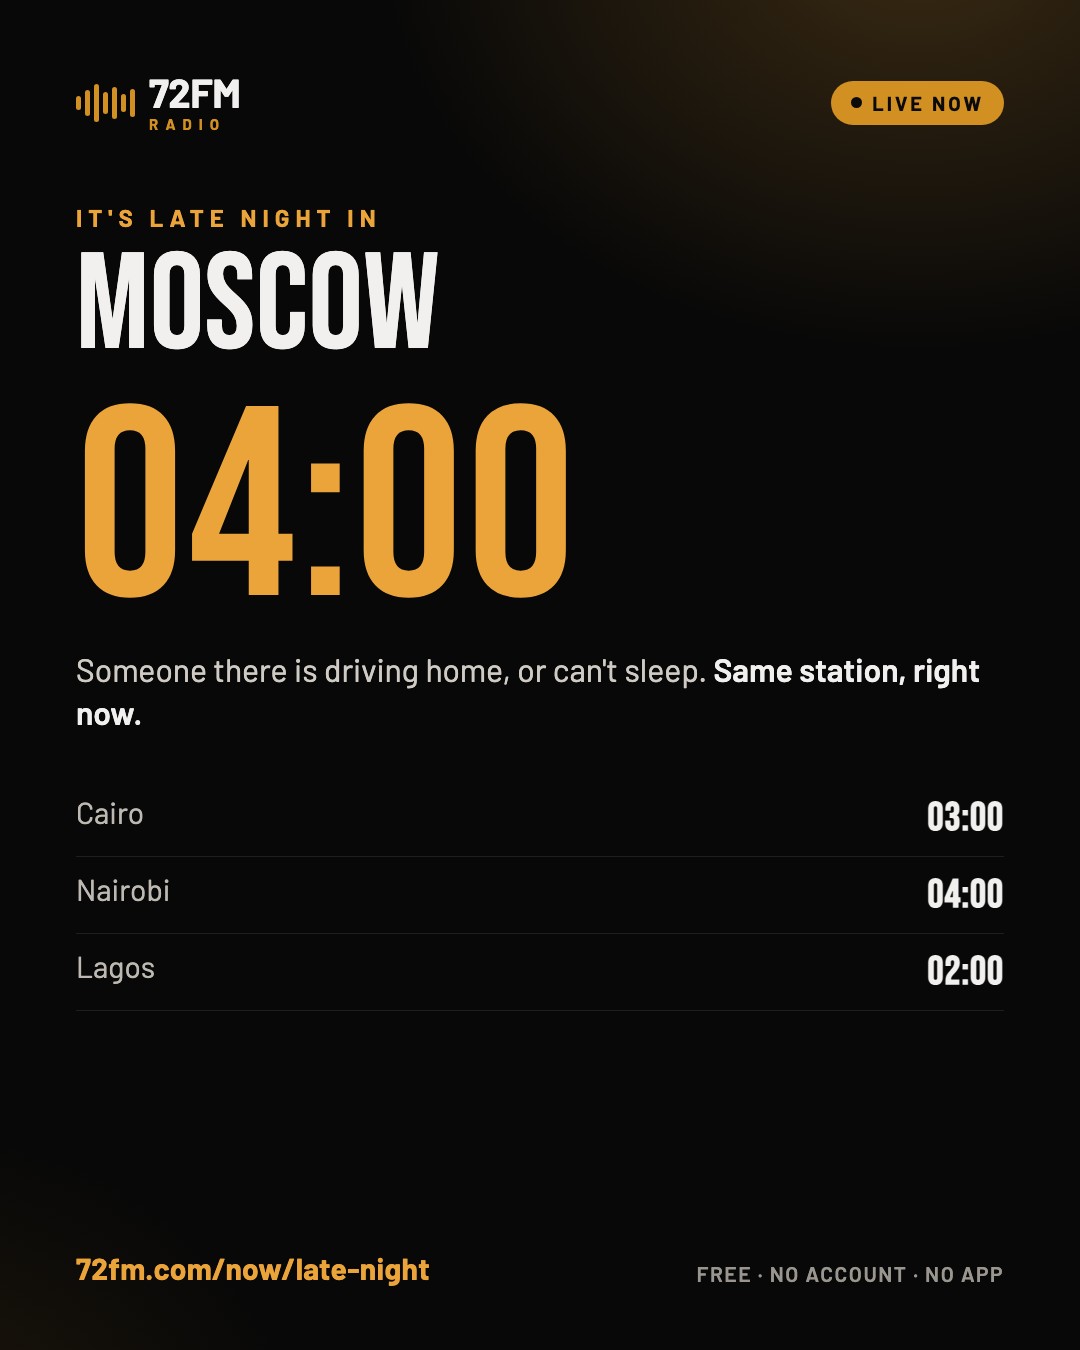 72FM
RADIO
LIVE NOW
IT'S LATE NIGHT IN
MOSCOW
04:00
Someone there is driving home, or can't sleep. Same station, right
now.
Cairo 03:00
Nairobi 04:00
Lagos 02:00
72fm.com/now/late-night
FREE · NO ACCOUNT · NO APP